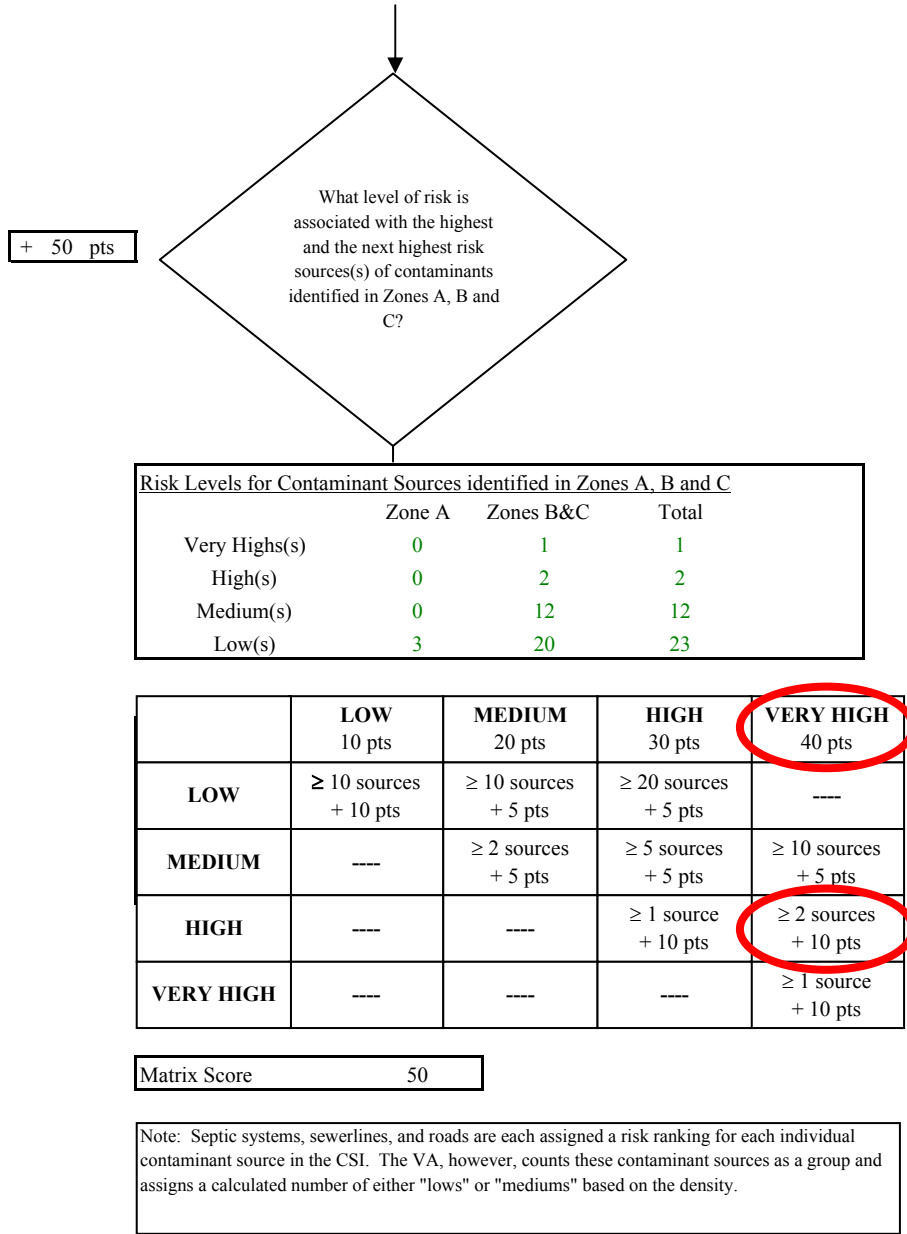 What level of risk is
associated with the highest
and the next highest risk
sources(s) of contaminants
identified in Zones A, B and
C?
+ 50 pts
Risk Levels for Contaminant Sources identified in Zones A, B and C
Zone A Zones B&C Total
Very Highs(s) 0 1 1
High(s) 0 2 2
Medium(s) 0 12 12
Low(s) 3 20 23
LOW MEDIUM HIGH VERY HIGH
10 pts 20 pts 30 pts 40 pts
LOW ≥ 10 sources ≥ 10 sources ≥ 20 sources ----
+ 10 pts + 5 pts + 5 pts
MEDIUM ---- ≥ 2 sources ≥ 5 sources ≥ 10 sources
+ 5 pts + 5 pts + 5 pts
HIGH ---- ---- ≥ 1 source ≥ 2 sources
+ 10 pts + 10 pts
VERY HIGH ---- ---- ---- ≥ 1 source
+ 10 pts
Matrix Score 50
Note: Septic systems, sewerlines, and roads are each assigned a risk ranking for each individual
contaminant source in the CSI. The VA, however, counts these contaminant sources as a group and
assigns a calculated number of either "lows" or "mediums" based on the density.